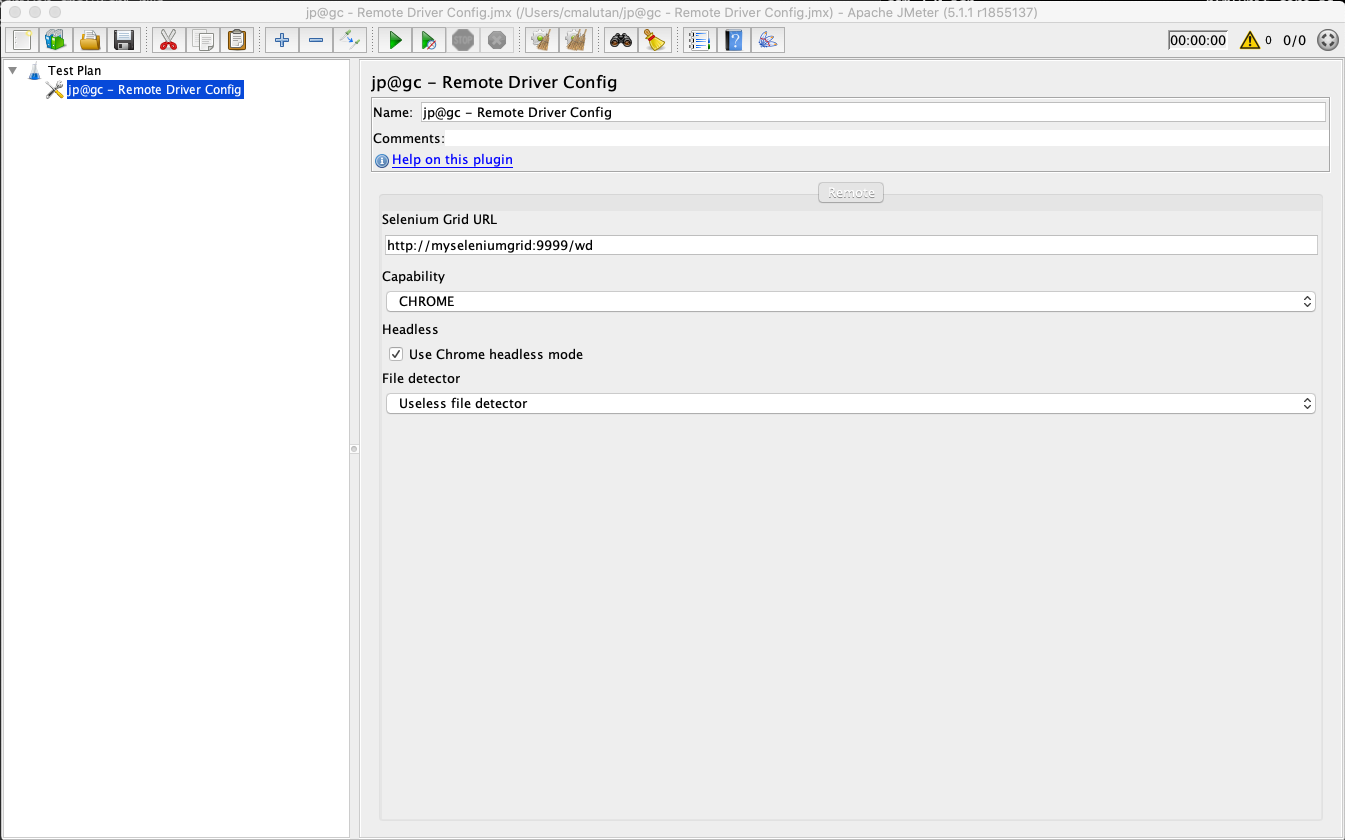 jp@gc - Remote Driver Config.jmx (/Users/cmalutan/jp@gc - Remote Driver Config.jmx) - Apache JMeter (5.1.1 r1855137)
STOP
00:00:00
0
0/0
Test Plan
jp@gc - Remote Driver Config
jp@gc - Remote Driver Config
Name: jp@gc - Remote Driver Config
Comments:
Help on this plugin
Remote
Selenium Grid URL
http://myseleniumgrid:9999/wd
Capability
CHROME
Headless
Use Chrome headless mode
File detector
Useless file detector